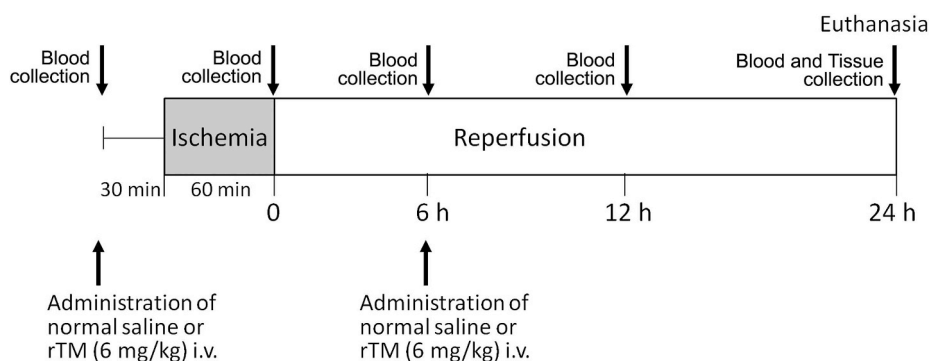 Euthanasia
Blood
collection
Blood
collection
Blood
collection
Blood
collection
Blood and Tissue
collection
Ischemia
Reperfusion
30 min
60 min
0
6 h
12 h
24 h
Administration of
normal saline or
rTM (6 mg/kg) i.v.
Administration of
normal saline or
rTM (6 mg/kg) i.v.